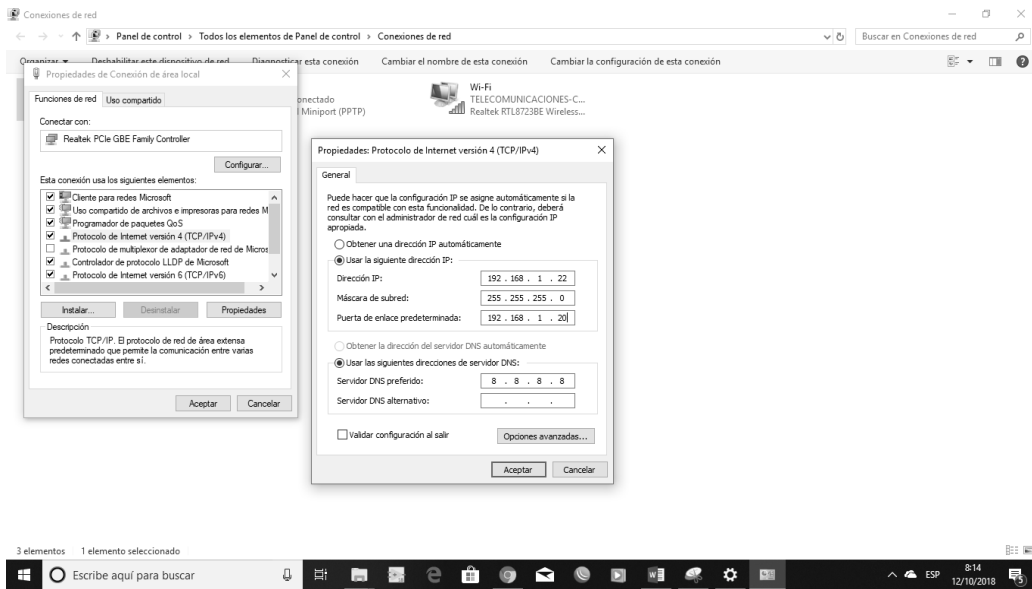 Conexiones de red
Panel de control > Todos los elementos de Panel de control > Conexiones de red
Buscar en Conexiones de red
Organizar Deshabilitar este dispositivo de red Diagnosticar esta conexión Cambiar el nombre de esta conexión Cambiar la configuración de esta conexión
Propiedades de Conexión de área local
Funciones de red Uso compartido
Conectar con:
Realtek PCIe GBE Family Controller
Configurar...
Esta conexión usa los siguientes elementos:
Cliente para redes Microsoft
Uso compartido de archivos e impresoras para redes M
Programador de paquetes QoS
Protocolo de Internet versión 4 (TCP/IPv4)
Protocolo de multiplexor de adaptador de red de Micros
Controlador de protocolo LLDP de Microsoft
Protocolo de Internet versión 6 (TCP/IPv6)
Instalar... Desinstalar Propiedades
Descripción
Protocolo TCP/IP. El protocolo de red de área extensa
predeterminado que permite la comunicación entre varias
redes conectadas entre sí.
Aceptar Cancelar
onectado
Miniport (PPTP)
Wi-Fi
TELECOMUNICACIONES-C...
Realtek RTL8723BE Wireless...
Propiedades: Protocolo de Internet versión 4 (TCP/IPv4)
General
Puede hacer que la configuración IP se asigne automáticamente si la
red es compatible con esta funcionalidad. De lo contrario, deberá
consultar con el administrador de red cuál es la configuración IP
apropiada.
Obtener una dirección IP automáticamente
Usar la siguiente dirección IP:
Dirección IP: 192 . 168 . 1 . 22
Máscara de subred: 255 . 255 . 255 . 0
Puerta de enlace predeterminada: 192 . 168 . 1 . 20
Obtener la dirección del servidor DNS automáticamente
Usar las siguientes direcciones de servidor DNS:
Servidor DNS preferido: 8 . 8 . 8 . 8
Servidor DNS alternativo: . . .
Validar configuración al salir
Opciones avanzadas...
Aceptar Cancelar
3 elementos 1 elemento seleccionado
Escribe aquí para buscar
ESP
8:14
12/10/2018